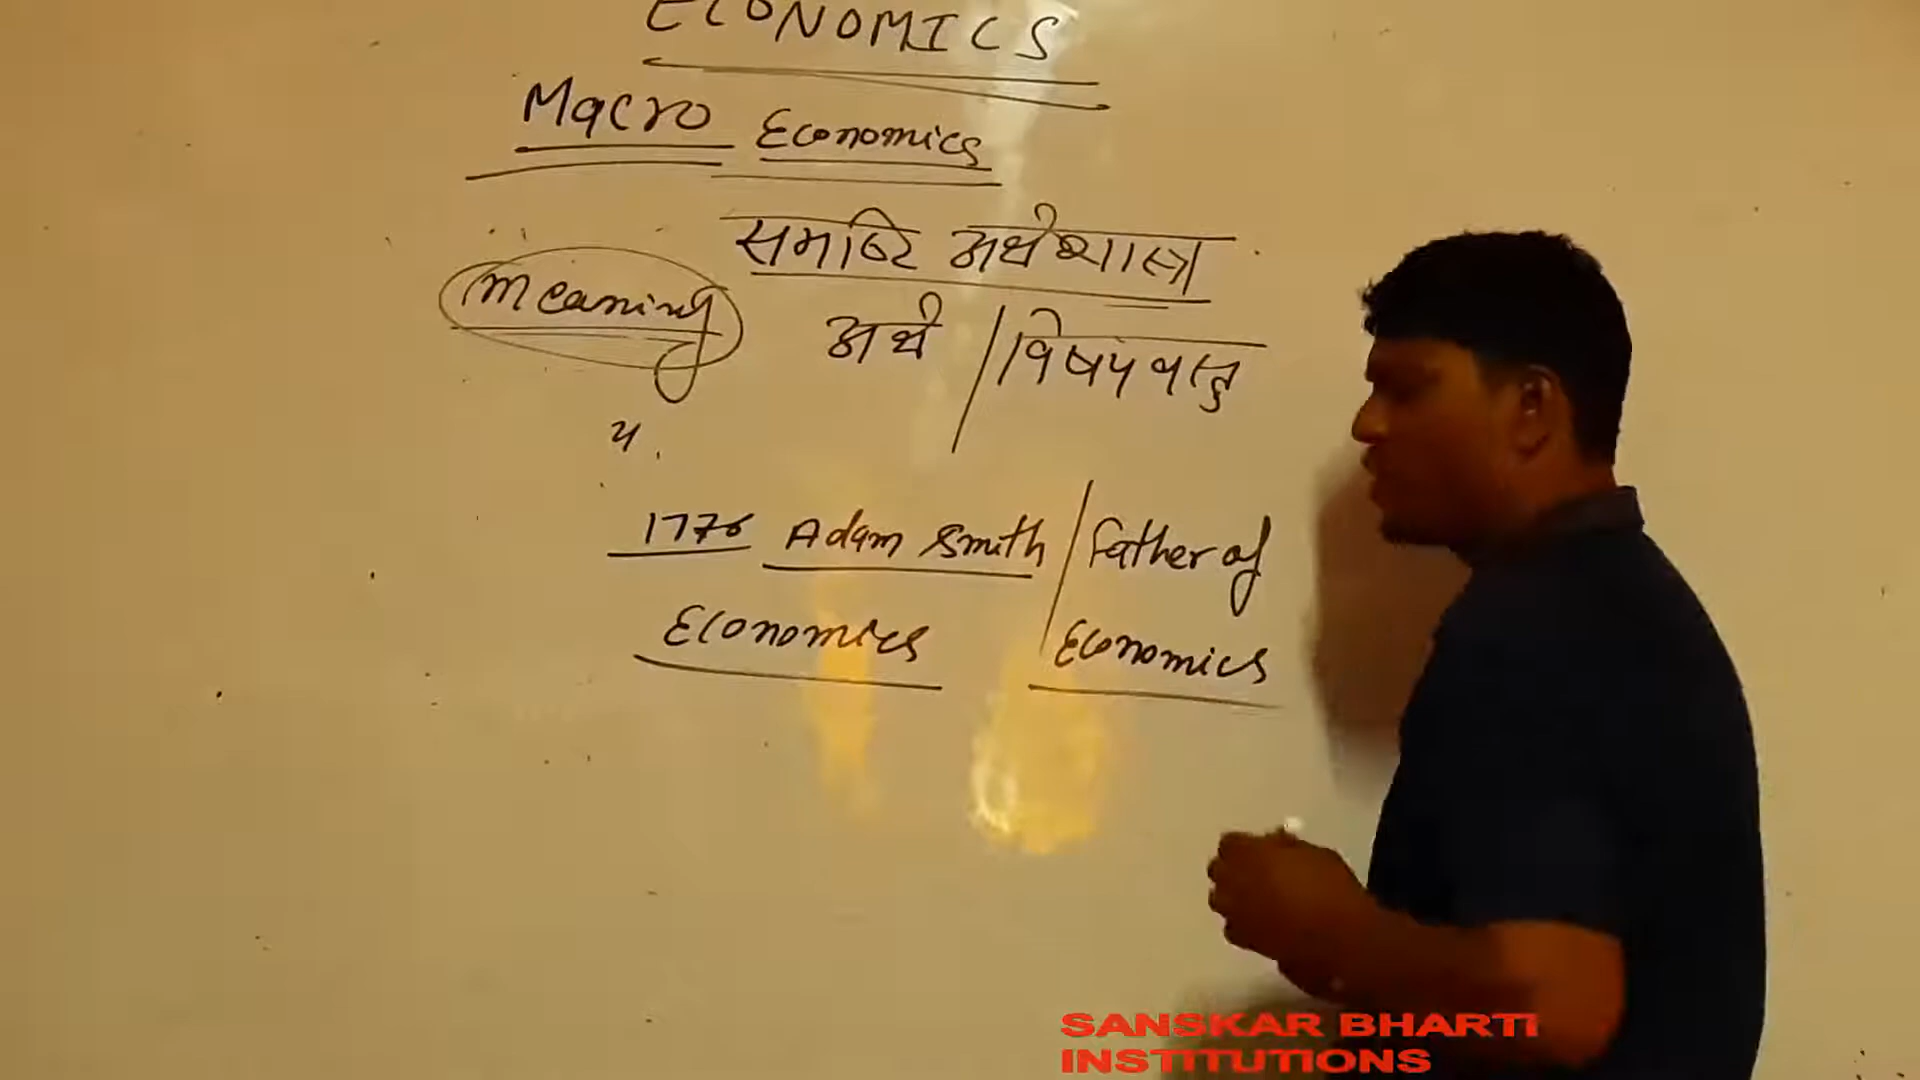 ECONOMICS
Macro Economics
समष्टि अर्थशास्त्र
Meaning अर्थ / विषयवस्तु
1776 Adam Smith / Father of
Economics Economics
SANSKAR BHARTI
INSTITUTIONS